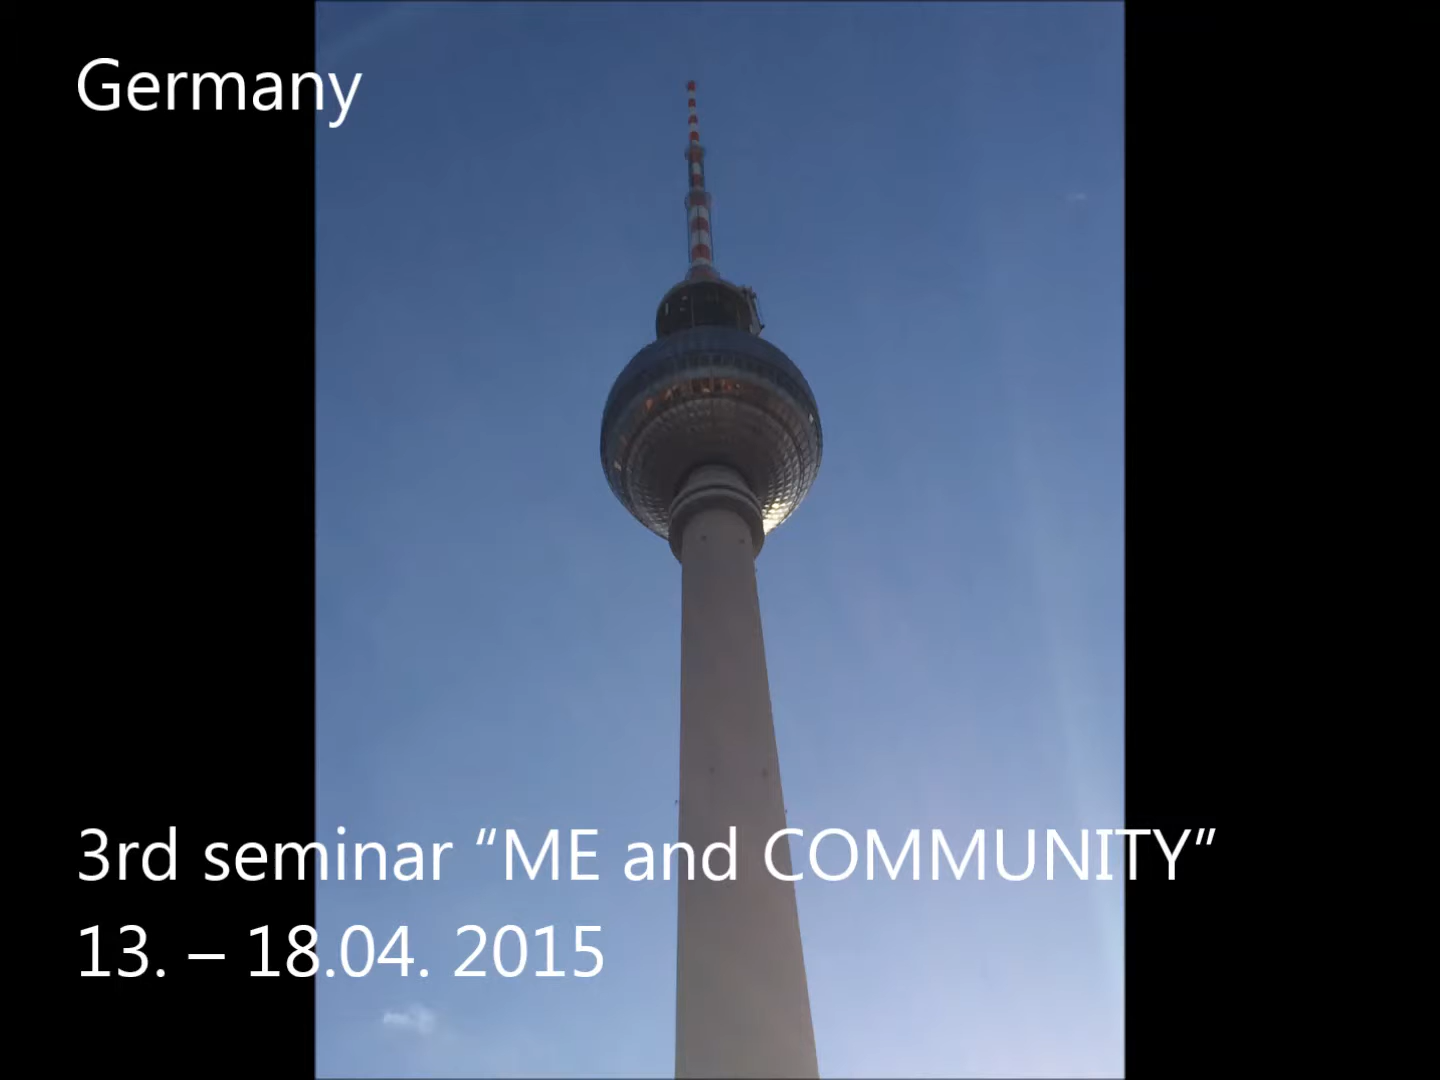 Germany
3rd seminar “ME and COMMUNITY”
13. – 18.04. 2015